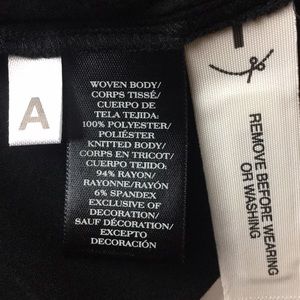 A
WOVEN BODY/
CORPS TISSÉ/
CUERPO DE
TELA TEJIDA:
100% POLYESTER/
POLIÉSTER
KNITTED BODY/
CORPS EN TRICOT/
CUERPO TEJIDO:
94% RAYON/
RAYONNE/RAYÓN/
6% SPANDEX
EXCLUSIVE OF
DECORATION/
SAUF DÉCORATION/
EXCEPTO
DECORACIÓN
REMOVE BEFORE WEARING
OR WASHING